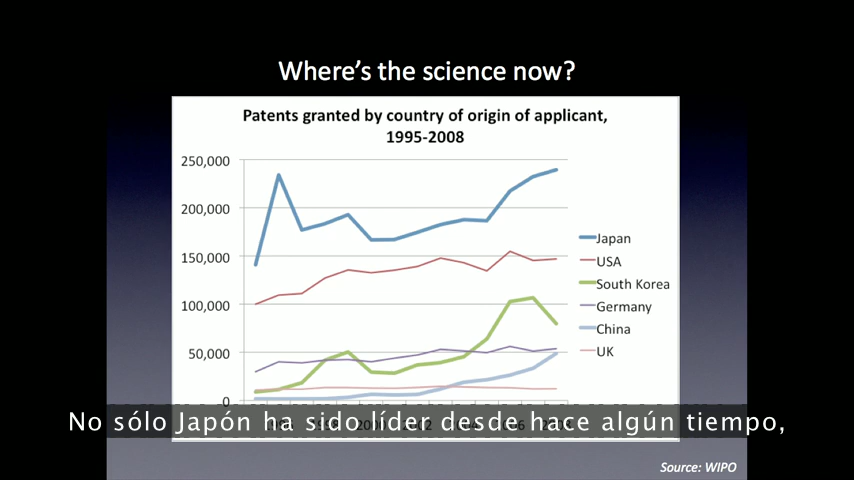 Where's the science now?
Patents granted by country of origin of applicant,
1995-2008
250,000
200,000
150,000
100,000
50,000
0
Japan
USA
South Korea
Germany
China
UK
No sólo Japón ha sido líder desde hace algún tiempo,
Source: WIPO